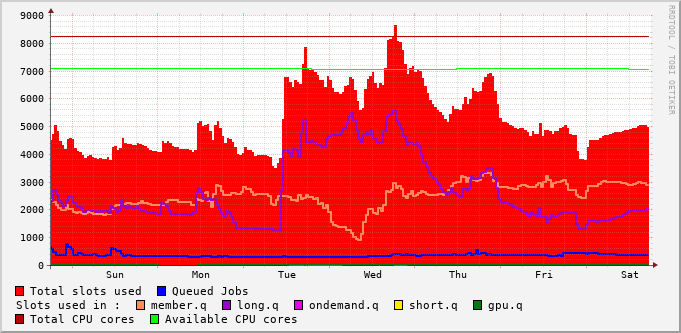 9000
8000
7000
6000
5000
4000
3000
2000
1000
0
Sun Mon Tue Wed Thu Fri Sat
RRDTOOL / TOBI OETIKER
Total slots used Queued Jobs
Slots used in : member.q long.q ondemand.q short.q gpu.q
Total CPU cores Available CPU cores